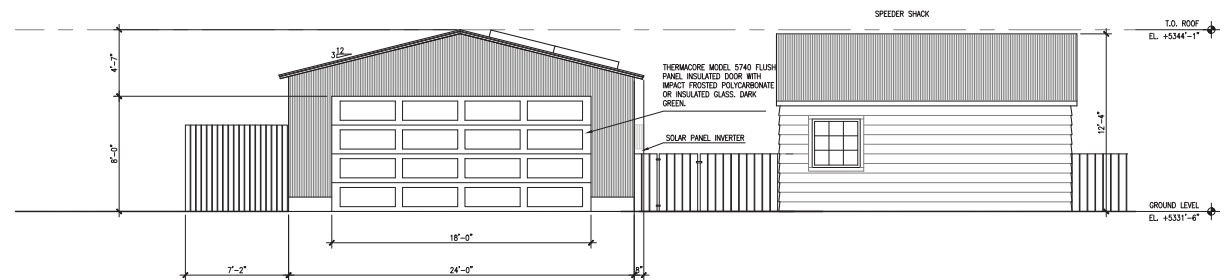 SPEEDER SHACK
T.O. ROOF
EL. +5344'-1"
12
3
4'-7"
THERMACORE MODEL 5740 FLUSH
PANEL INSULATED DOOR WITH
IMPACT FROSTED POLYCARBONATE
OR INSULATED GLASS. DARK
GREEN.
SOLAR PANEL INVERTER
12'-4"
8'-0"
GROUND LEVEL
EL. +5331'-6"
18'-0"
7'-2"
24'-0"
8"